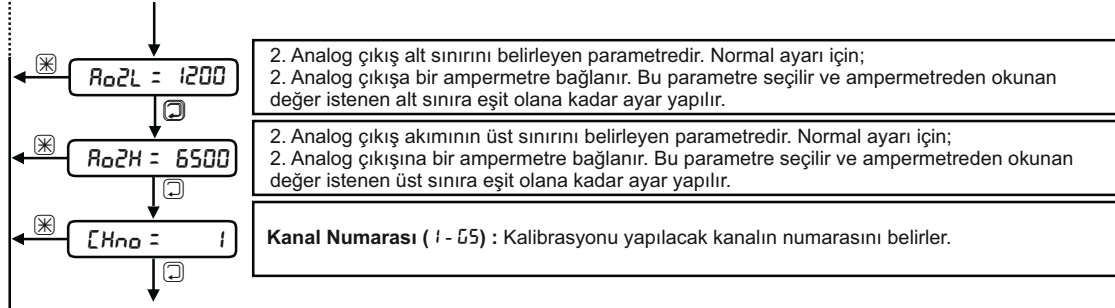 Ao2L = 1200
2. Analog çıkış alt sınırını belirleyen parametredir. Normal ayarı için;
2. Analog çıkışa bir ampermetre bağlanır. Bu parametre seçilir ve ampermetreden okunan
değer istenen alt sınıra eşit olana kadar ayar yapılır.
Ao2H = 6500
2. Analog çıkış akımının üst sınırını belirleyen parametredir. Normal ayarı için;
2. Analog çıkışına bir ampermetre bağlanır. Bu parametre seçilir ve ampermetreden okunan
değer istenen üst sınıra eşit olana kadar ayar yapılır.
CHno = 1
Kanal Numarası ( 1 - G5) : Kalibrasyonu yapılacak kanalın numarasını belirler.